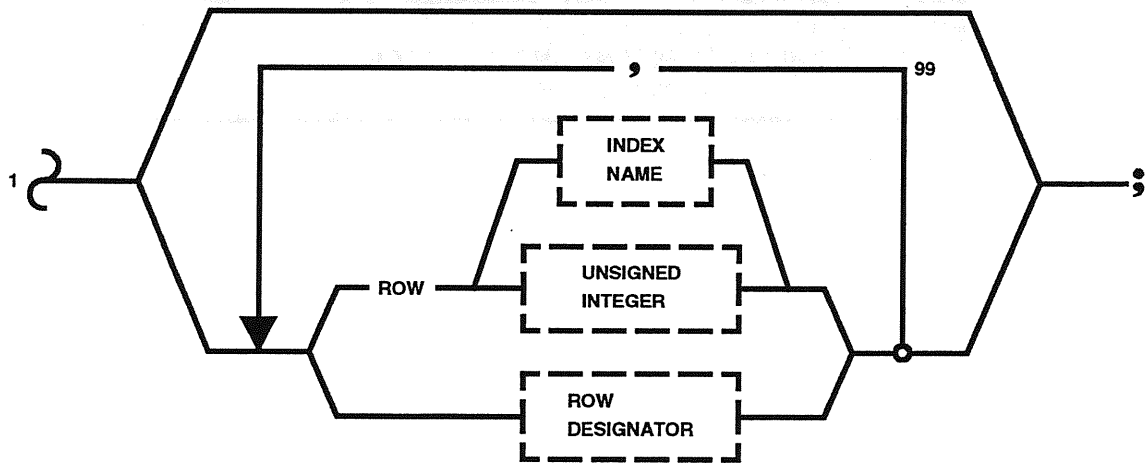 , 99
INDEX
NAME
1 ;
UNSIGNED
ROW INTEGER
ROW
DESIGNATOR